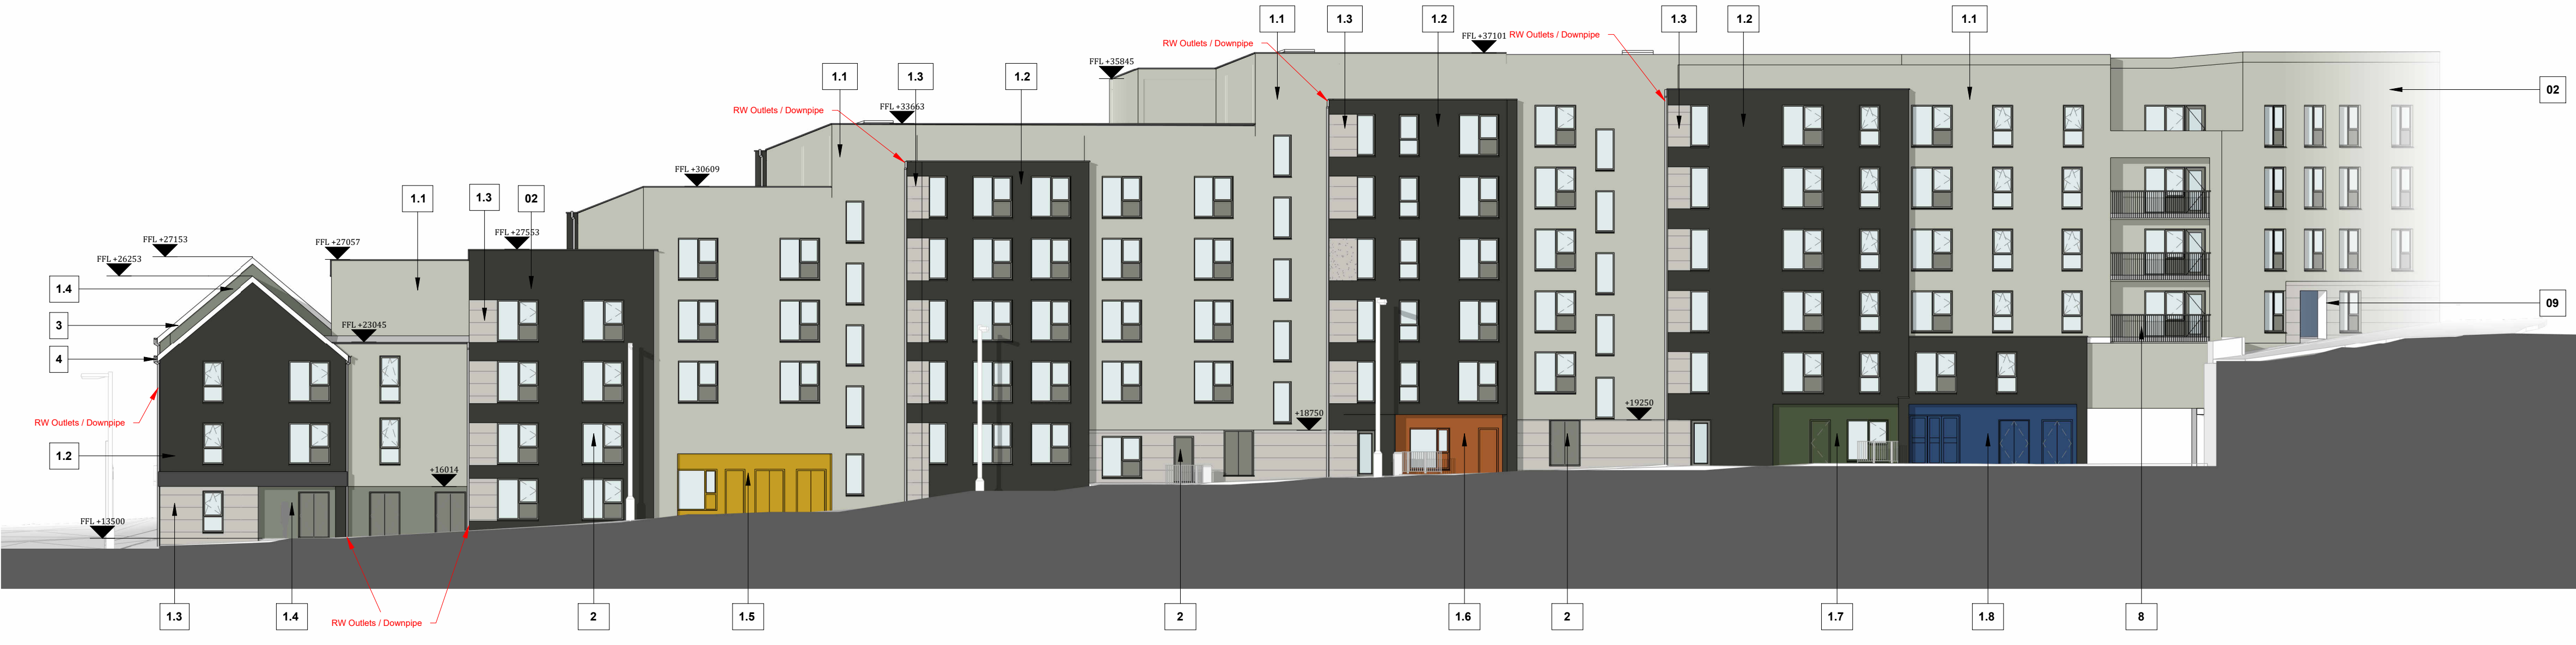 1.1
1.3
1.2
1.3
1.2
1.1
FFL +37101
RW Outlets / Downpipe
RW Outlets / Downpipe
FFL +35845
1.1
1.3
1.2
02
FFL +33663
RW Outlets / Downpipe
FFL +30609
1.1
1.3
02
FFL +27553
FFL +27153
FFL +27057
FFL +26253
1.4
09
3
FFL +23045
4
8
+18750
+19250
RW Outlets / Downpipe
1.2
+16014
FFL +13500
1.3
1.4
RW Outlets / Downpipe
2
1.5
2
1.6
2
1.7
1.8